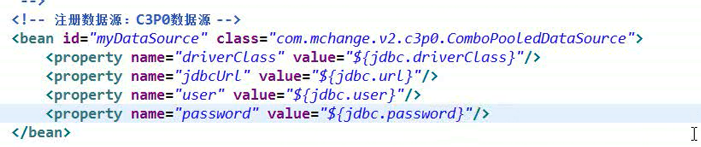 -->
<!-- 注册数据源：C3P0数据源 -->
<bean id="myDataSource" class="com.mchange.v2.c3p0.ComboPooledDataSource">
<property name="driverClass" value="${jdbc.driverClass}"/>
<property name="jdbcUrl" value="${jdbc.url}"/>
<property name="user" value="${jdbc.user}"/>
<property name="password" value="${jdbc.password}"/>
</bean>